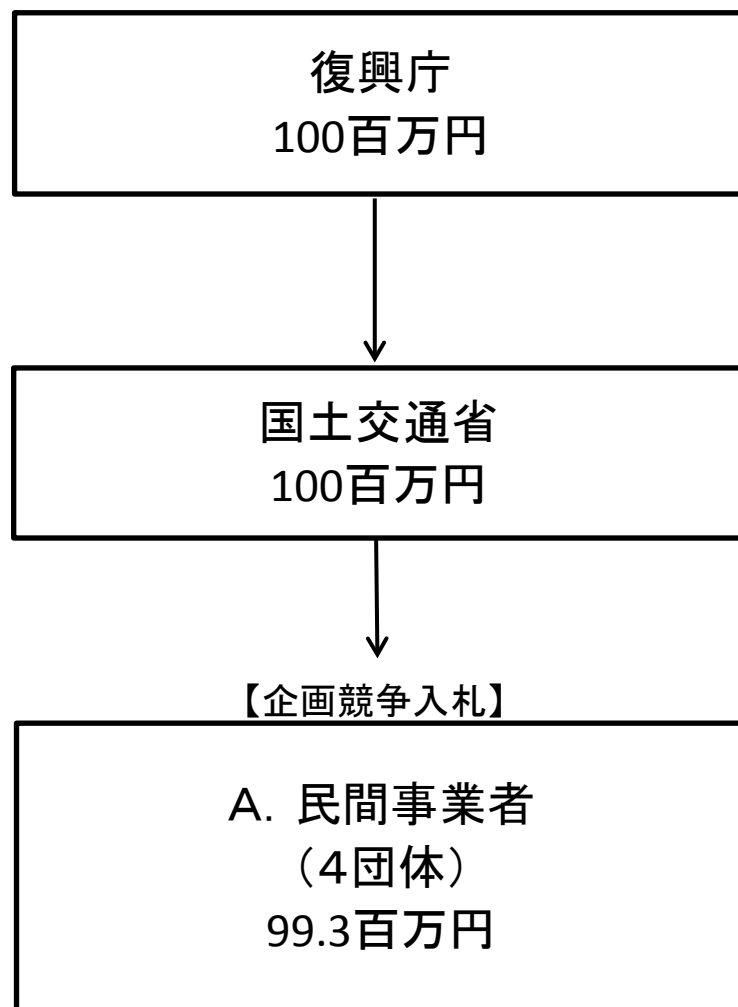 復興庁
100百万円
国土交通省
100百万円
【企画競争入札】
A．民間事業者
（４団体）
99.3百万円